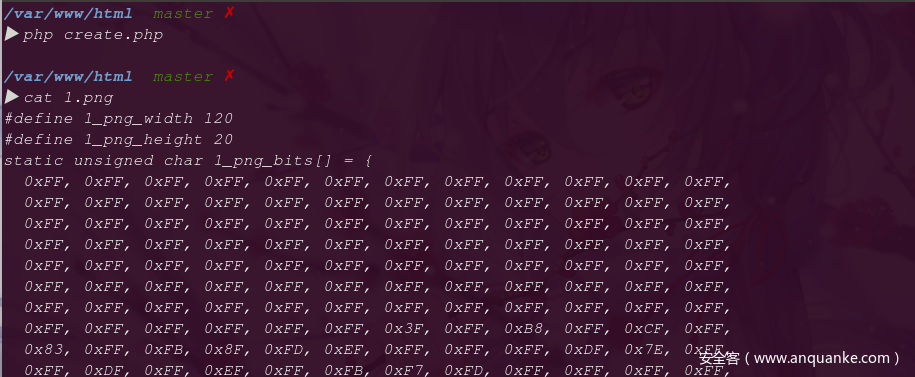 /var/www/html master ✗
▶ php create.php
/var/www/html master ✗
▶ cat 1.png
#define 1_png_width 120
#define 1_png_height 20
static unsigned char 1_png_bits[] = {
0xFF, 0xFF, 0xFF, 0xFF, 0xFF, 0xFF, 0xFF, 0xFF, 0xFF, 0xFF, 0xFF, 0xFF,
0xFF, 0xFF, 0xFF, 0xFF, 0xFF, 0xFF, 0xFF, 0xFF, 0xFF, 0xFF, 0xFF, 0xFF,
0xFF, 0xFF, 0xFF, 0xFF, 0xFF, 0xFF, 0xFF, 0xFF, 0xFF, 0xFF, 0xFF, 0xFF,
0xFF, 0xFF, 0xFF, 0xFF, 0xFF, 0xFF, 0xFF, 0xFF, 0xFF, 0xFF, 0xFF, 0xFF,
0xFF, 0xFF, 0xFF, 0xFF, 0xFF, 0xFF, 0xFF, 0xFF, 0xFF, 0xFF, 0xFF, 0xFF,
0xFF, 0xFF, 0xFF, 0xFF, 0xFF, 0xFF, 0xFF, 0xFF, 0xFF, 0xFF, 0xFF, 0xFF,
0xFF, 0xFF, 0xFF, 0xFF, 0xFF, 0xFF, 0xFF, 0xFF, 0xFF, 0xFF, 0xFF, 0xFF,
0xFF, 0xFF, 0xFF, 0xFF, 0xFF, 0xFF, 0x3F, 0xFF, 0xB8, 0xFF, 0xCF, 0xFF,
0x83, 0xFF, 0xFB, 0x8F, 0xFD, 0xEF, 0xFF, 0xFF, 0xFF, 0xDF, 0x7E, 0xFF,
0xFF, 0xDF, 0xFF, 0xEF, 0xFF, 0xFB, 0xF7, 0xFD, 0xFF, 0xFF, 0xFF, 0xFF,
安全客（www.anquanke.com）